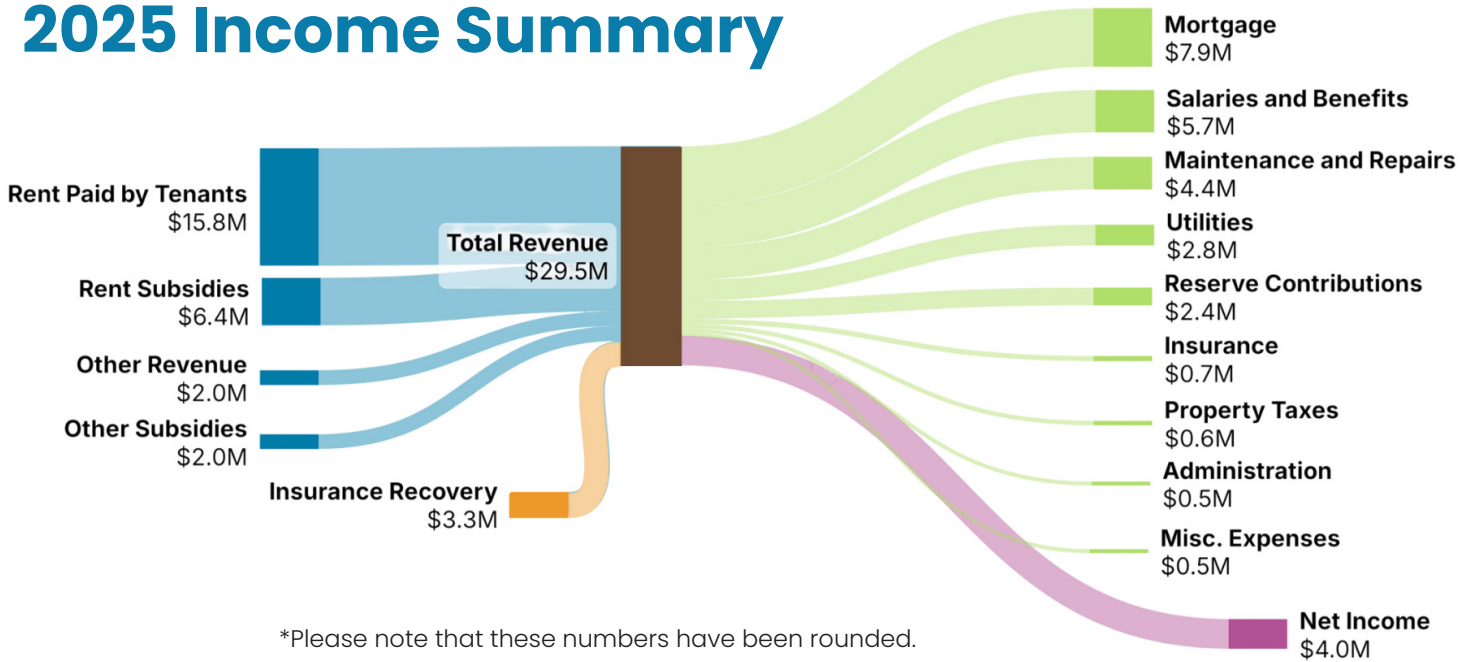 2025 Income Summary
Rent Paid by Tenants
$15.8M
Rent Subsidies
$6.4M
Other Revenue
$2.0M
Other Subsidies
$2.0M
Insurance Recovery
$3.3M
Total Revenue
$29.5M
Mortgage
$7.9M
Salaries and Benefits
$5.7M
Maintenance and Repairs
$4.4M
Utilities
$2.8M
Reserve Contributions
$2.4M
Insurance
$0.7M
Property Taxes
$0.6M
Administration
$0.5M
Misc. Expenses
$0.5M
Net Income
$4.0M
*Please note that these numbers have been rounded.